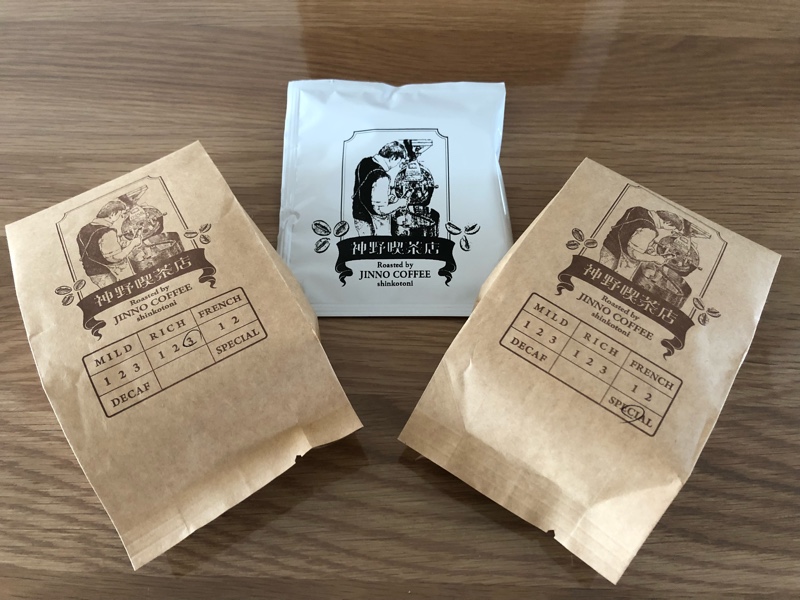 神野喫茶店
Roasted by
JINNO COFFEE
shinkotoni
MILD RICH FRENCH
1 2 3 1 2 3 1 2
DECAF SPECIAL
神野喫茶店
Roasted by
JINNO COFFEE
shinkotoni
神野喫茶店
Roasted by
JINNO COFFEE
shinkotoni
MILD RICH FRENCH
1 2 3 1 2 3 1 2
DECAF SPECIAL